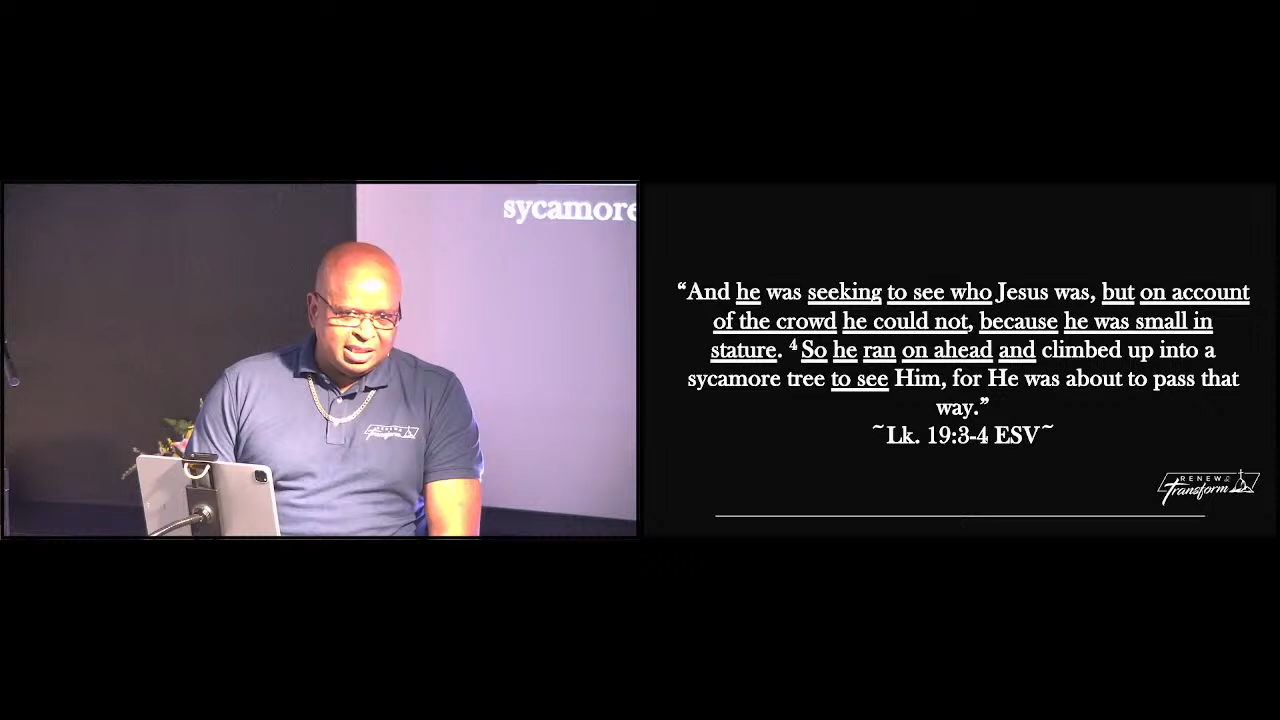 sycamore
RENEW
Transform
“And he was seeking to see who Jesus was, but on account
of the crowd he could not, because he was small in
stature. ⁴ So he ran on ahead and climbed up into a
sycamore tree to see Him, for He was about to pass that
way.”
~Lk. 19:3-4 ESV~
RENEW &
Transform